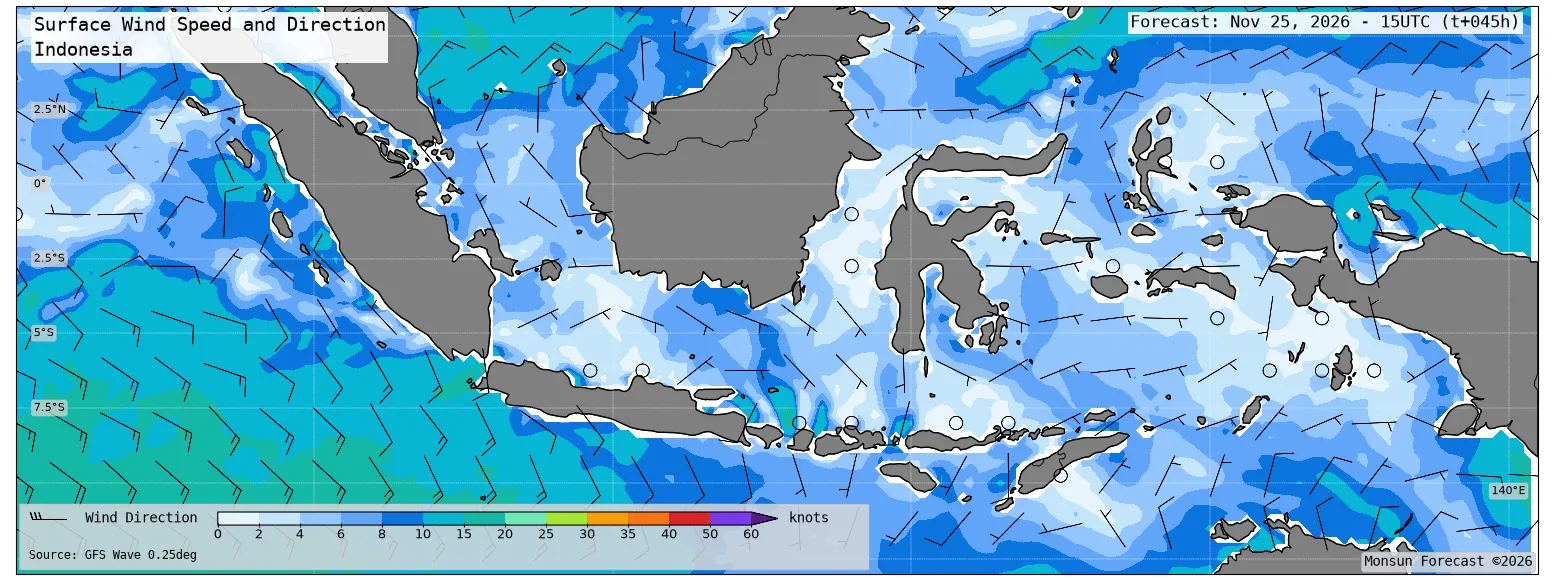 Surface Wind Speed and Direction
Indonesia
Forecast: Nov 25, 2026 - 15UTC (t+045h)
2.5°N
0°
2.5°S
5°S
7.5°S
140°E
Wind Direction
0 2 4 6 8 10 15 20 25 30 35 40 50 60
knots
Source: GFS Wave 0.25deg
Monsun Forecast ©2026